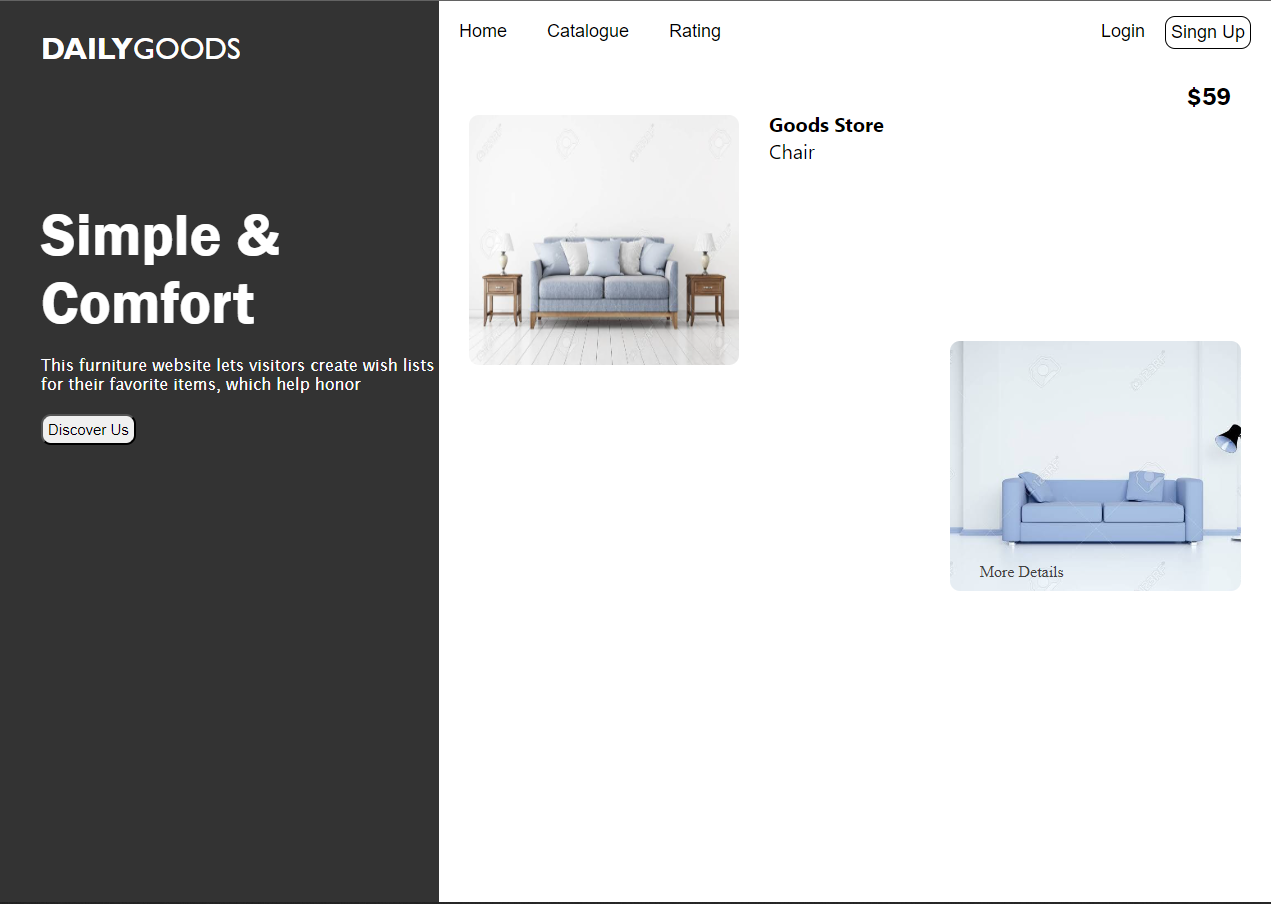 DAILYGOODS
Simple &
Comfort
This furniture website lets visitors create wish lists
for their favorite items, which help honor
Discover Us
Home Catalogue Rating Login Singn Up
$59
Goods Store
Chair
More Details